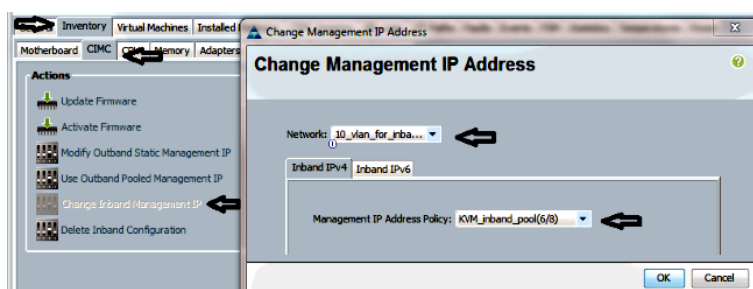 Inventory Virtual Machines Installed
Motherboard CIMC Memory Adapters
Actions
Update Firmware
Activate Firmware
Modify Outband Static Management IP
Use Outband Pooled Management IP
Change Inband Management IP
Delete Inband Configuration
Change Management IP Address
Change Management IP Address
Network: 10_vlan_for_inba...
Inband IPv4 Inband IPv6
Management IP Address Policy: KVM_inband_pool(6/8)
OK Cancel